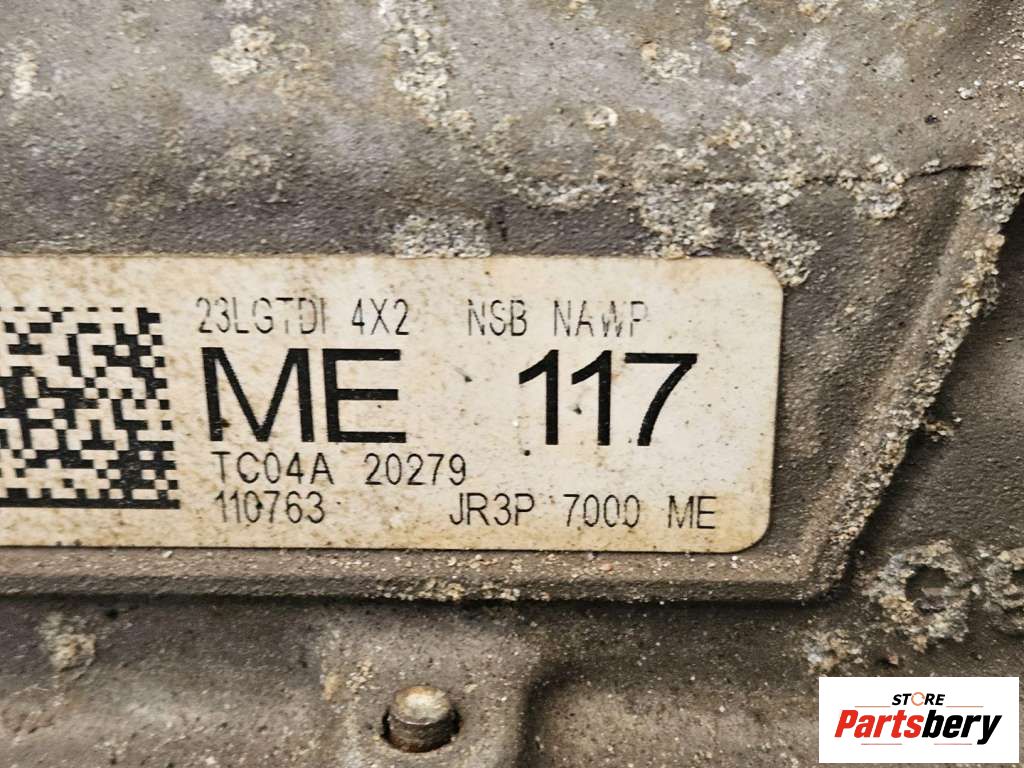 23LGTDI 4X2 NSB NAWP
ME 117
TC04A 20279
110763 JR3P 7000 ME
STORE
Partsbery